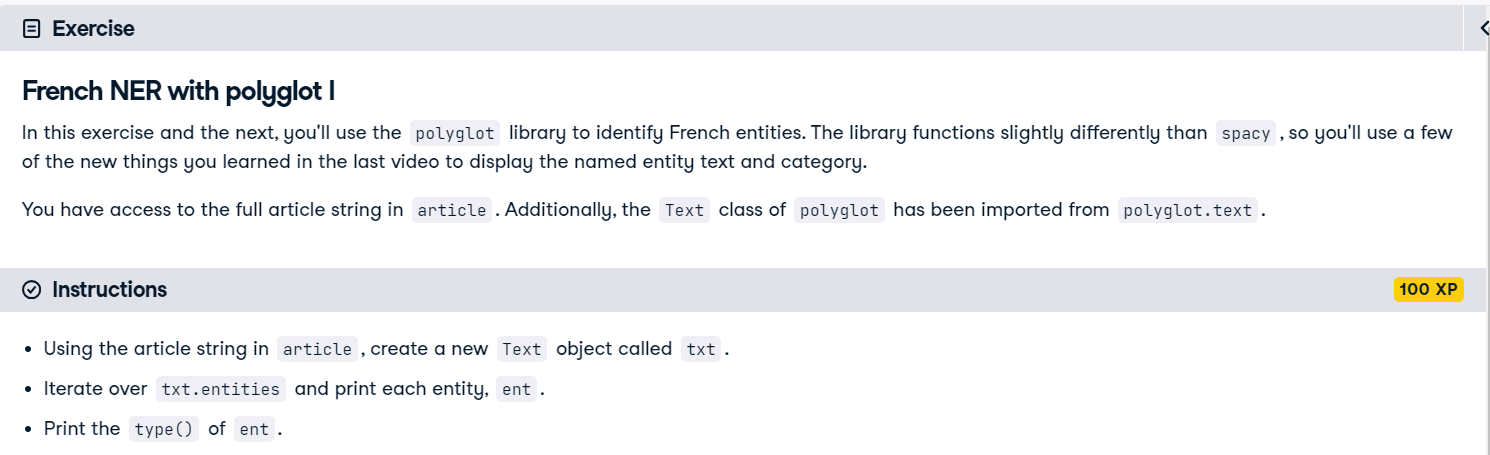 Exercise
French NER with polyglot I
In this exercise and the next, you'll use the polyglot library to identify French entities. The library functions slightly differently than spacy, so you'll use a few
of the new things you learned in the last video to display the named entity text and category.
You have access to the full article string in article. Additionally, the Text class of polyglot has been imported from polyglot.text.
Instructions
100 XP
• Using the article string in article, create a new Text object called txt.
• Iterate over txt.entities and print each entity, ent.
• Print the type() of ent.